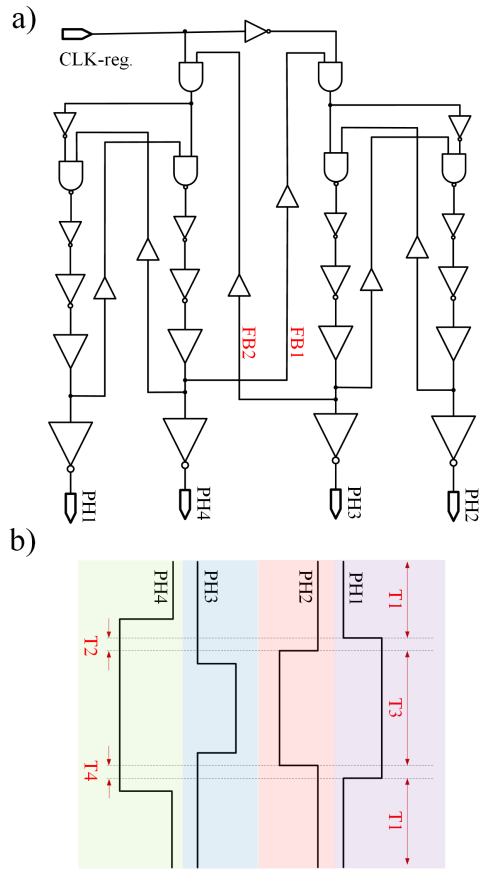 a)
CLK-reg.
FB2
FB1
PH1
PH4
PH3
PH2
b)
PH4
PH3
PH2
PH1
T1
T2
T3
T4
T1